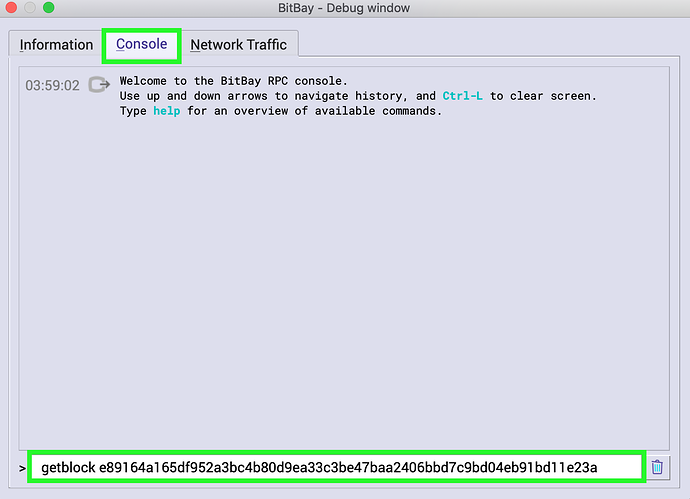 BitBay - Debug window
Information Console Network Traffic
03:59:02 Welcome to the BitBay RPC console.
Use up and down arrows to navigate history, and Ctrl-L to clear screen.
Type help for an overview of available commands.
> getblock e89164a165df952a3bc4b80d9ea33c3be47baa2406bbd7c9bd04eb91bd11e23a